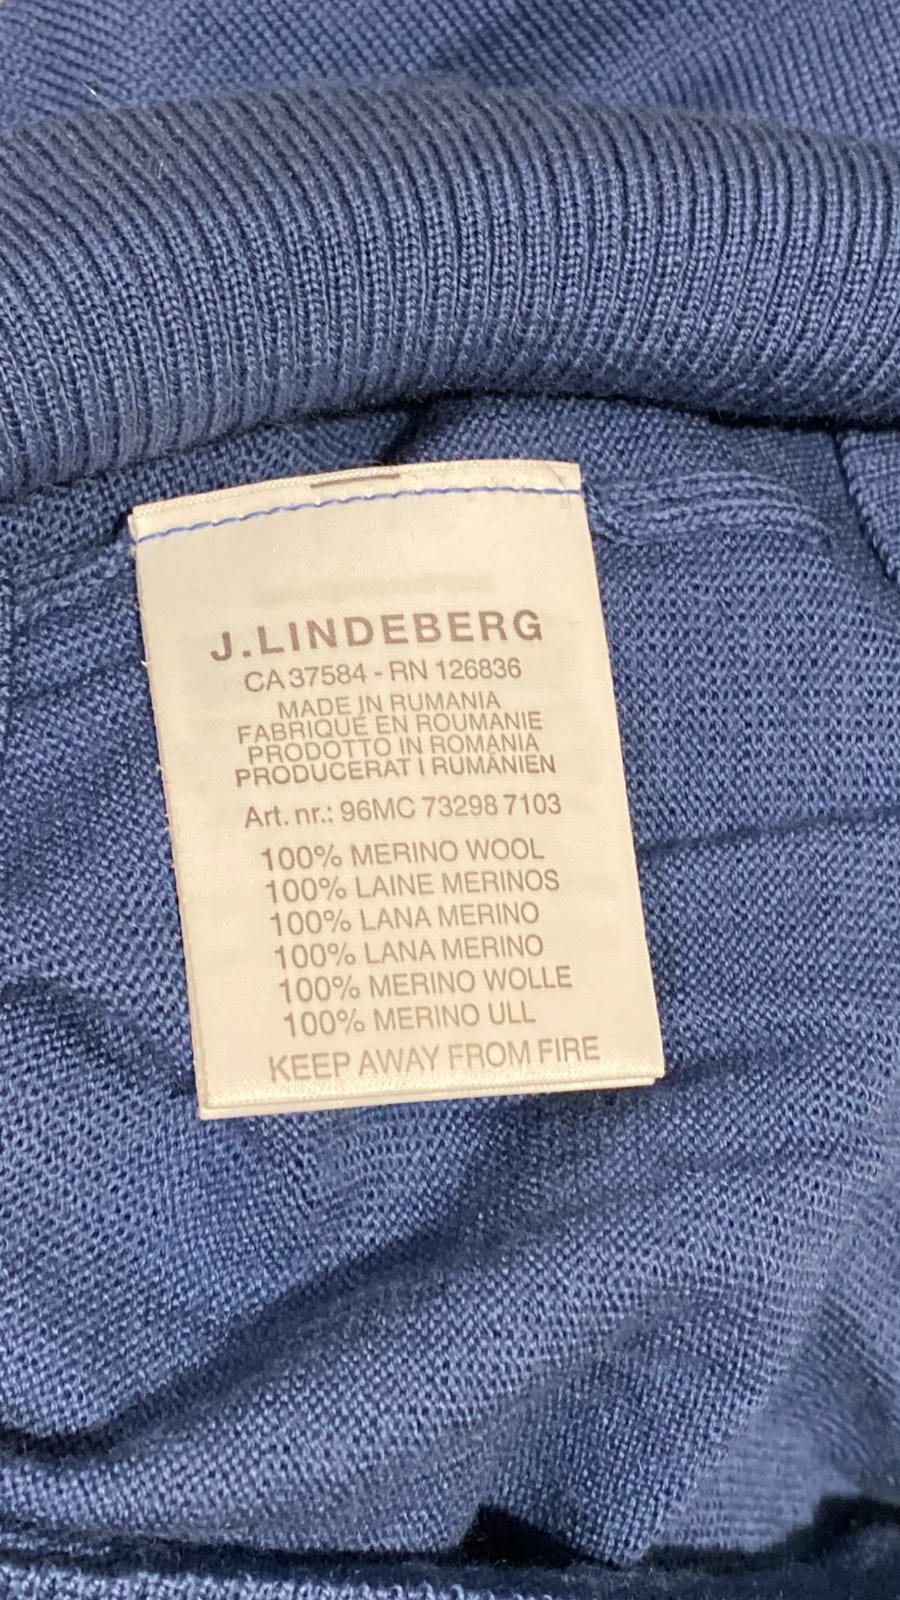 J.LINDEBERG
CA 37584 - RN 126836
MADE IN RUMANIA
FABRIQUÉ EN ROUMANIE
PRODOTTO IN ROMANIA
PRODUCERAT I RUMÄNIEN
Art. nr.: 96MC 73298 7103
100% MERINO WOOL
100% LAINE MERINOS
100% LANA MERINO
100% LANA MERINO
100% MERINO WOLLE
100% MERINO ULL
KEEP AWAY FROM FIRE